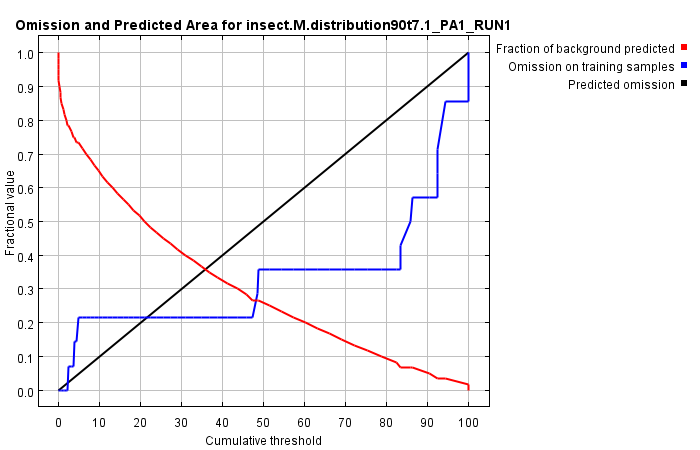 Omission and Predicted Area for insect.M.distribution90t7.1_PA1_RUN1
Fraction of background predicted
Omission on training samples
Predicted omission
1.0
0.9
0.8
0.7
0.6
0.5
0.4
0.3
0.2
0.1
0.0
Fractional value
0 10 20 30 40 50 60 70 80 90 100
Cumulative threshold